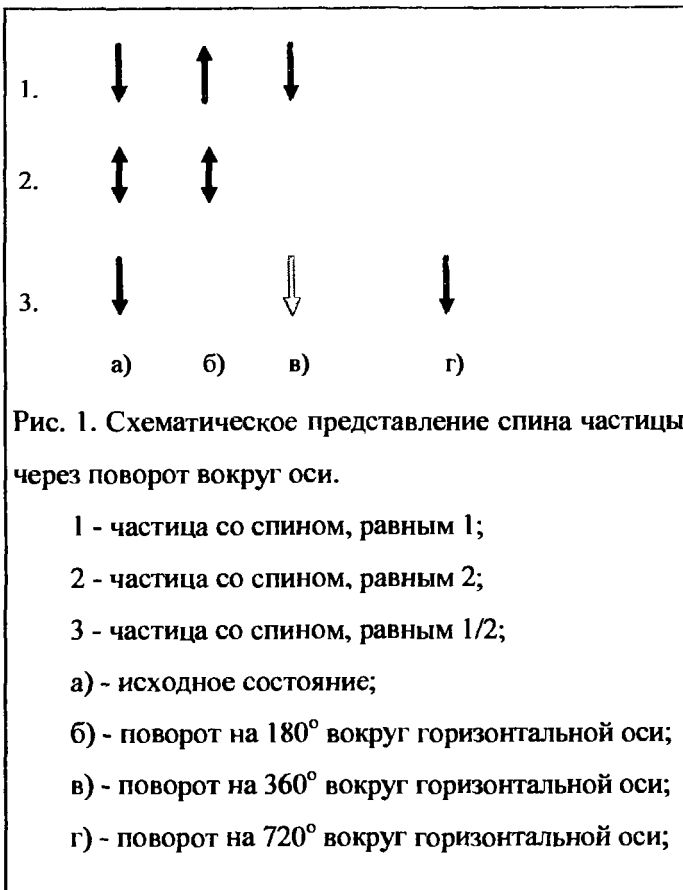 1.
2.
3.
а) б) в) г)
Рис. 1. Схематическое представление спина частицы
через поворот вокруг оси.
1 - частица со спином, равным 1;
2 - частица со спином, равным 2;
3 - частица со спином, равным 1/2;
а) - исходное состояние;
б) - поворот на 180° вокруг горизонтальной оси;
в) - поворот на 360° вокруг горизонтальной оси;
г) - поворот на 720° вокруг горизонтальной оси;